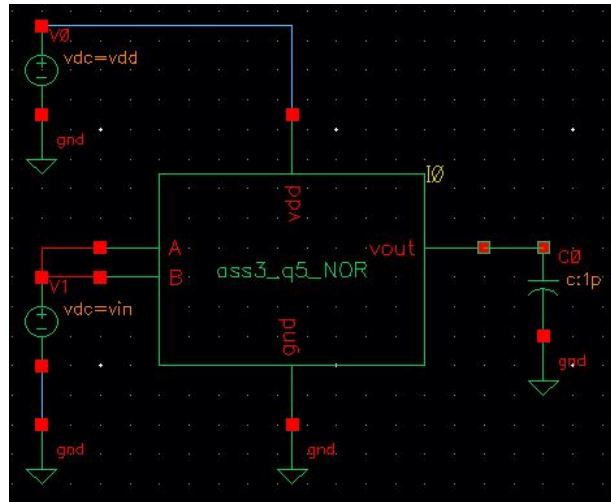 V0
vdc=vdd
gnd
I0
vdd
A
vout
B
ass3_q5_NOR
C0
c:1p
V1
vdc=vin
gnd
gnd
gnd
gnd.